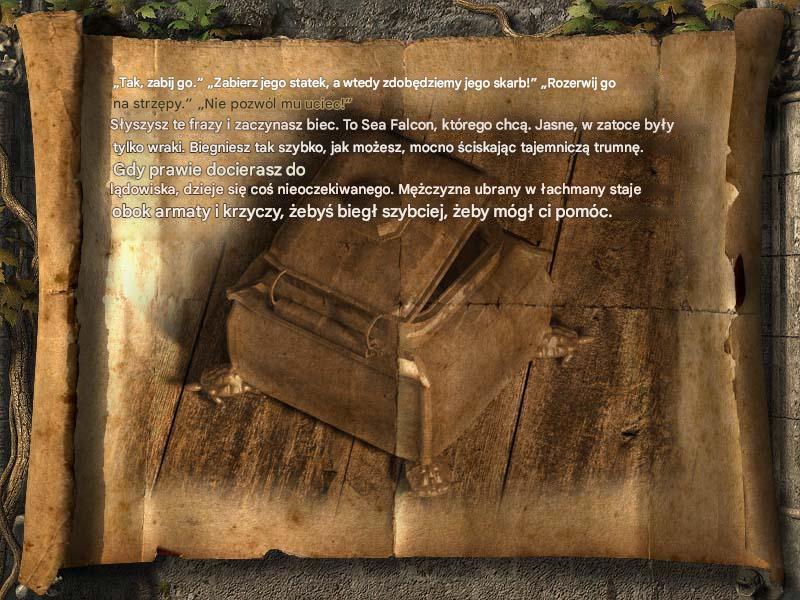 „Tak, zabij go.” „Zabierz jego statek, a wtedy zdobędziemy jego skarb!” „Rozerwij go
na strzępy.” „Nie pozwól mu uciec!”
Słyszysz te frazy i zaczynasz biec. To Sea Falcon, którego chcą. Jasne, w zatoce były
tylko wraki. Biegniesz tak szybko, jak możesz, mocno ściskając tajemniczą trumnę.
Gdy prawie docierasz do
lądowiska, dzieje się coś nieoczekiwanego. Mężczyzna ubrany w łachmany staje
obok armaty i krzyczy, żebyś biegł szybciej, żeby mógł ci pomóc.